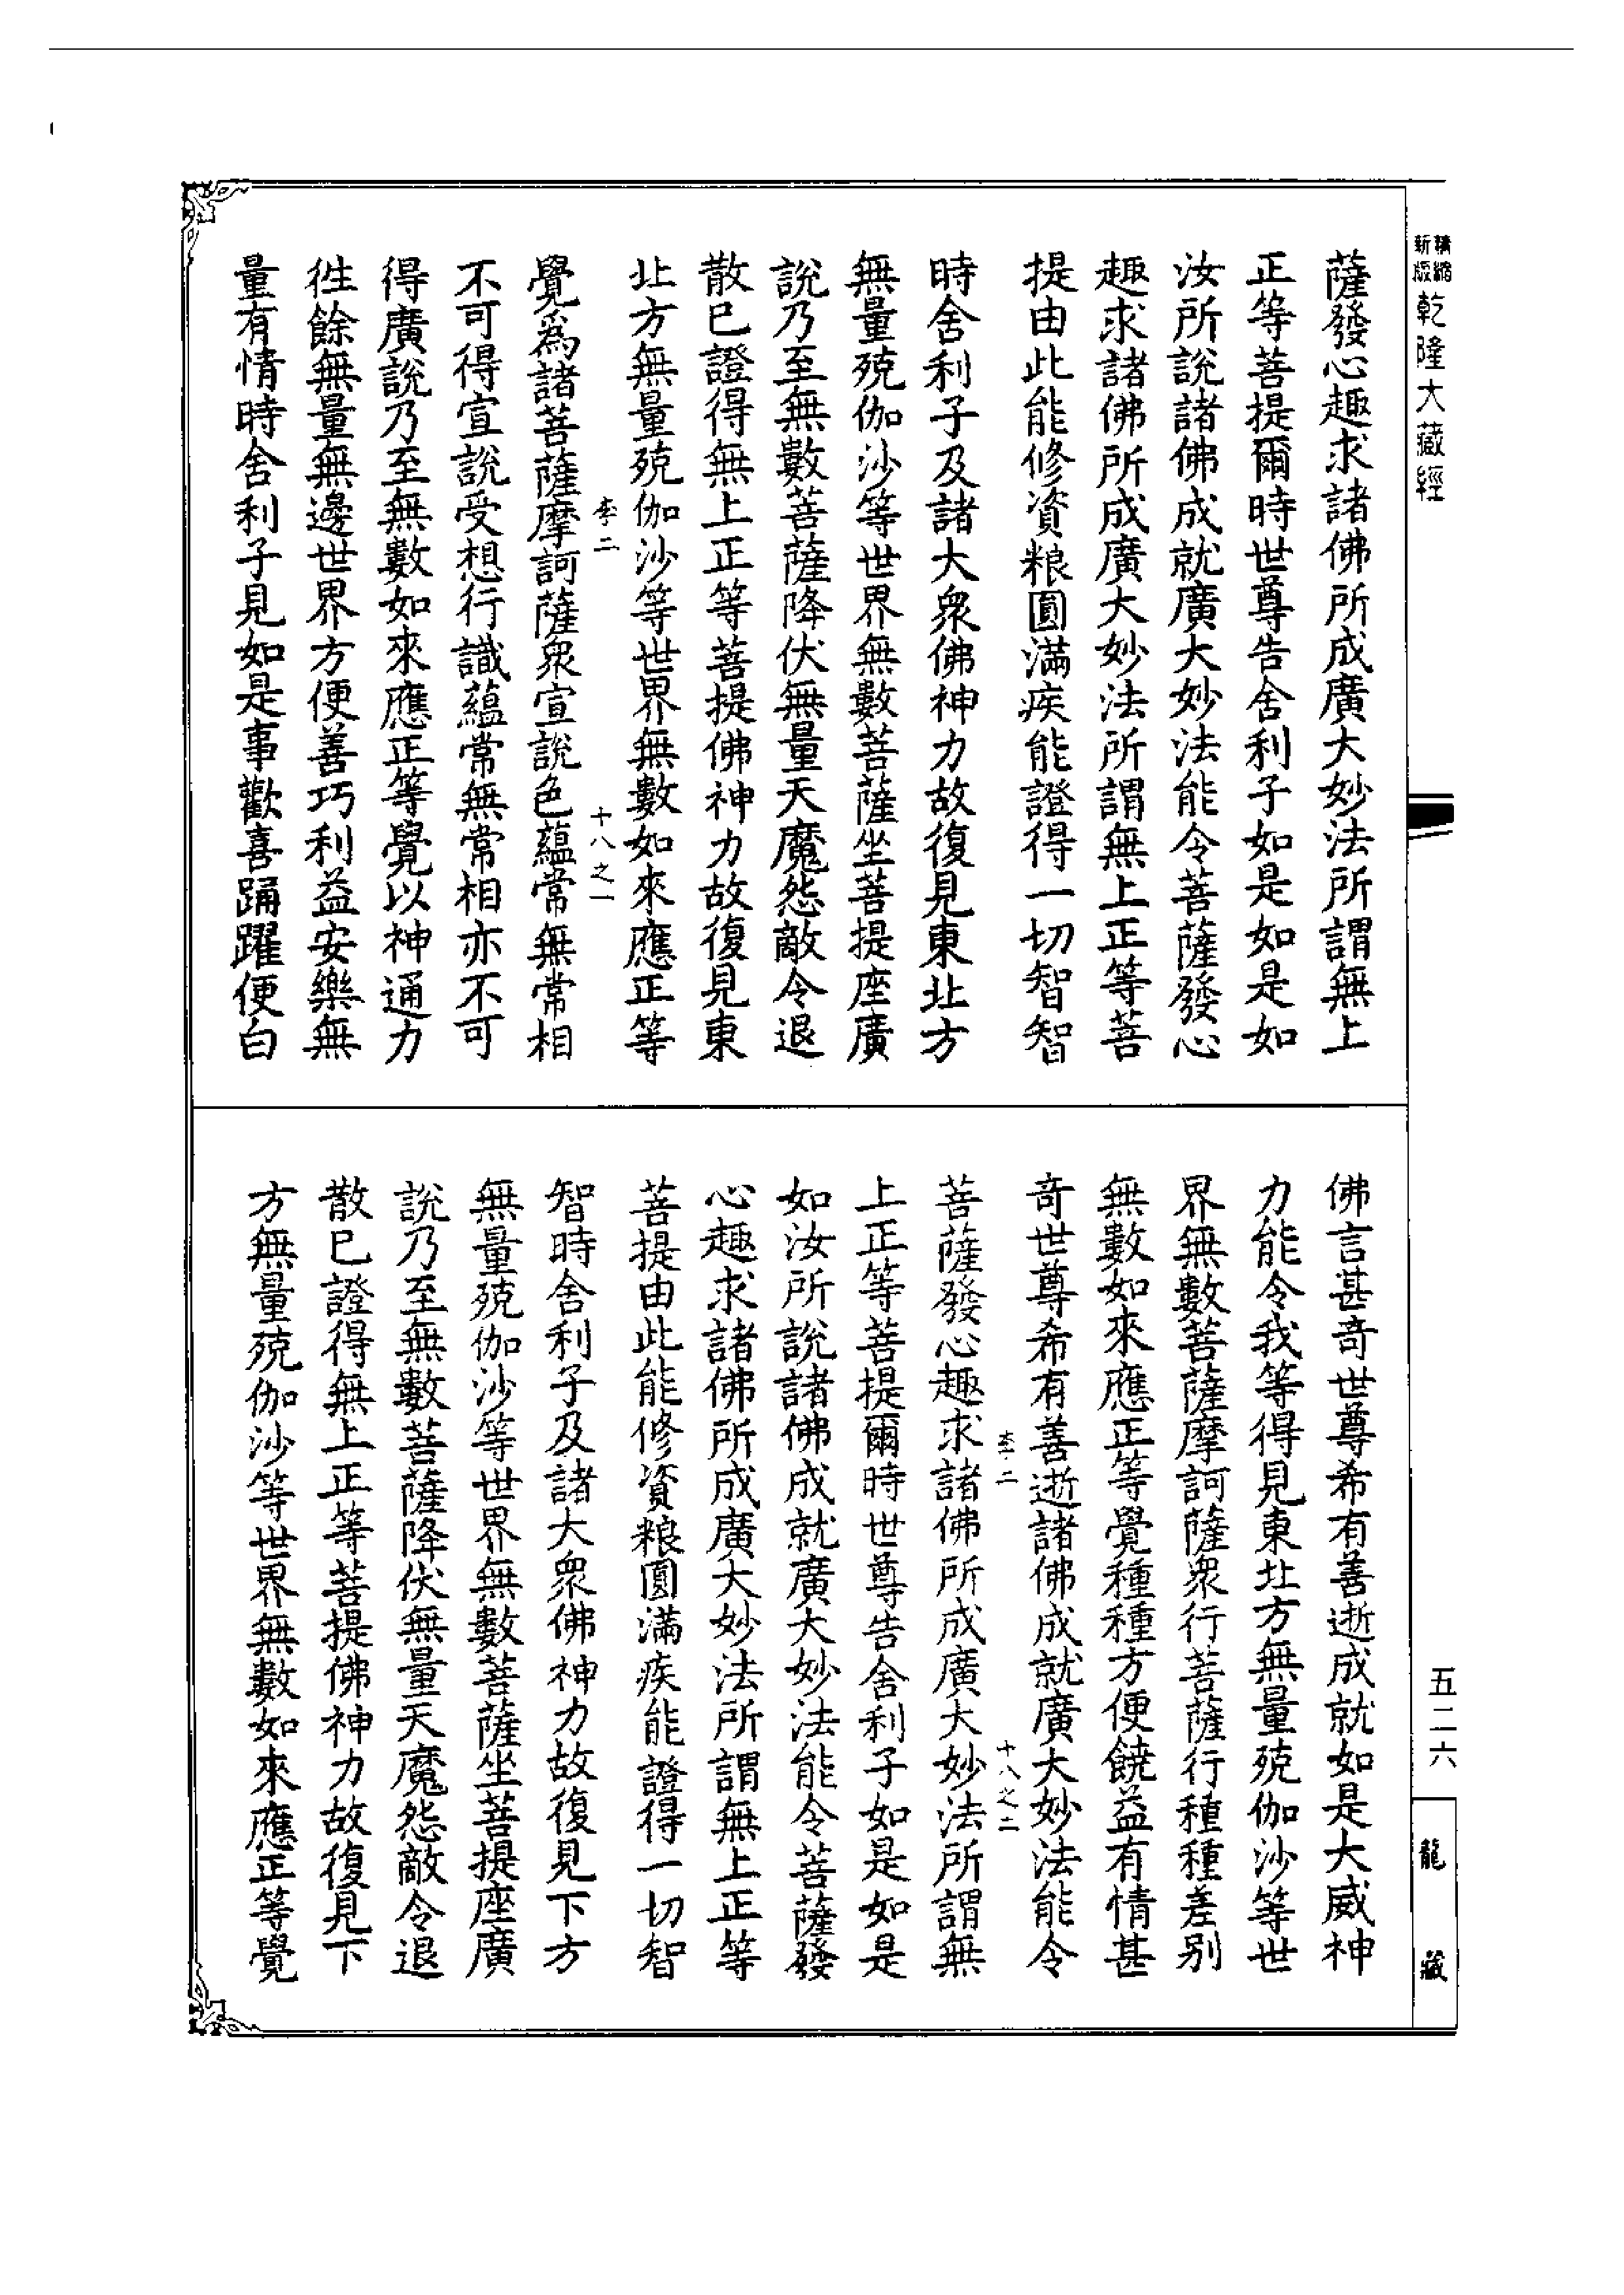 精縮新版乾隆大藏經
薩發心趣求諸佛所成廣大妙法所謂無上
正等菩提爾時世尊告舍利子如是如是如
汝所說諸佛成就廣大妙法能令菩薩發心
趣求諸佛所成廣大妙法所謂無上正等菩
提由此能修資粮圓滿疾能證得一切智智
時舍利子及諸大衆佛神力故復見東北方
無量殑伽沙等世界無數菩薩坐菩提座廣
說乃至無數菩薩降伏無量天魔怨敵令退
散已證得無上正等菩提佛神力故復見東
北方無量殑伽沙等世界無數如來應正等
李二 十八之一
覺爲諸菩薩摩訶薩衆宣說色蘊常無常相
不可得宣說受想行識蘊常無常相亦不可
得廣說乃至無數如來應正等覺以神通力
徃餘無量無邊世界方便善巧利益安樂無
量有情時舍利子見如是事歡喜踊躍便白
佛言甚奇世尊希有善逝成就如是大威神
力能令我等得見東北方無量殑伽沙等世
界無數菩薩摩訶薩衆行菩薩行種種差别
無數如來應正等覺種種方便饒益有情甚
奇世尊希有善逝諸佛成就廣大妙法能令
李二 十八之二
菩薩發心趣求諸佛所成廣大妙法所謂無
上正等菩提爾時世尊告舍利子如是如是
如汝所說諸佛成就廣大妙法能令菩薩發
心趣求諸佛所成廣大妙法所謂無上正等
菩提由此能修資粮圓滿疾能證得一切智
智時舍利子及諸大衆佛神力故復見下方
無量殑伽沙等世界無數菩薩坐菩提座廣
說乃至無數菩薩降伏無量天魔怨敵令退
散已證得無上正等菩提佛神力故復見下
方無量殑伽沙等世界無數如來應正等覺
五二六
龍藏